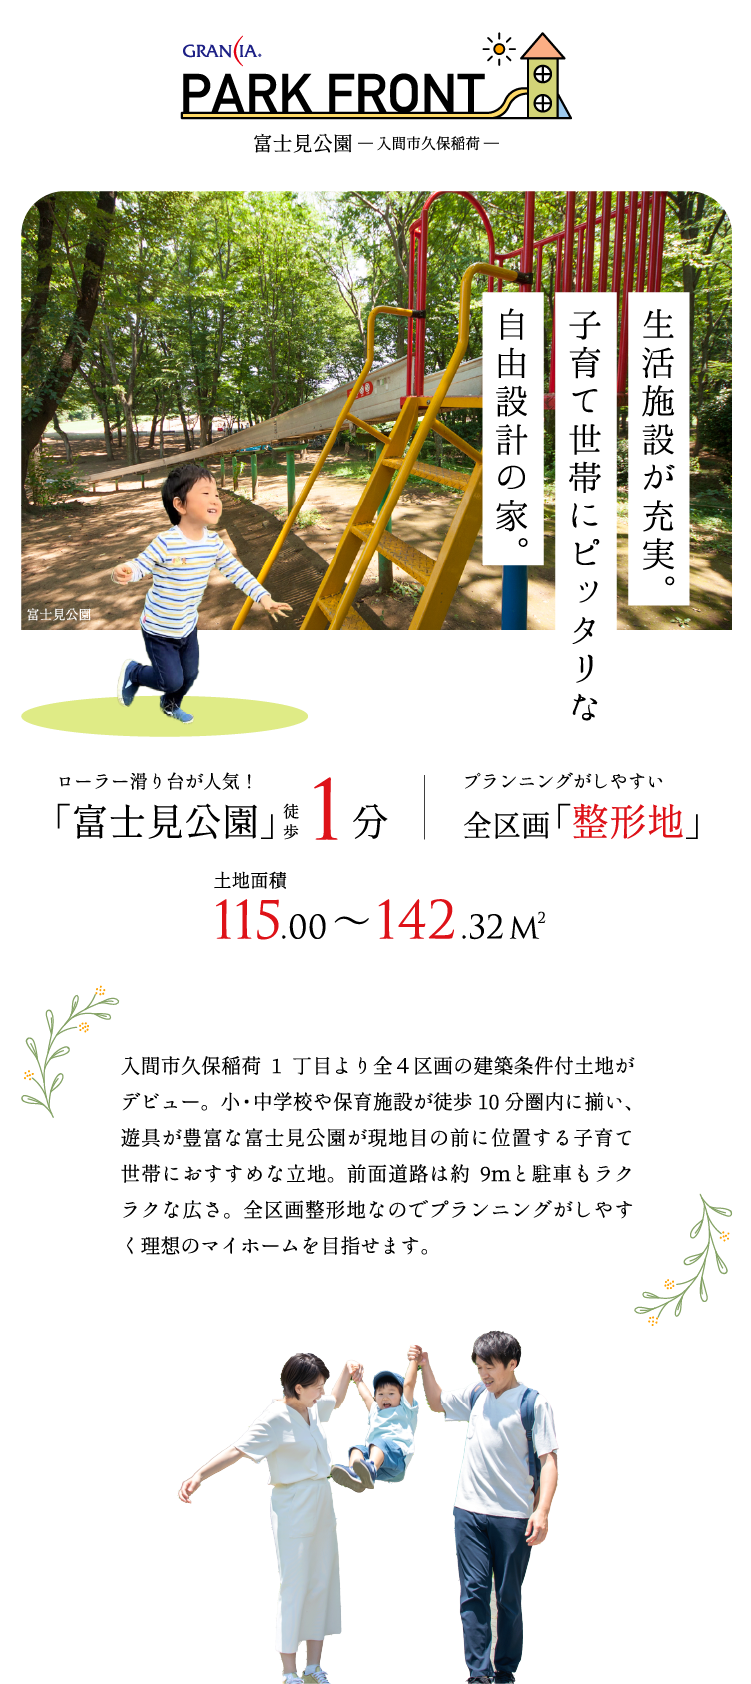 GRANCIA.
PARK FRONT
富士見公園 ― 入間市久保稲荷 ―
生活施設が充実。
子育て世帯にピッタリな
自由設計の家。
富士見公園
ローラー滑り台が人気！
「富士見公園」徒歩1分
プランニングがしやすい
全区画「整形地」
土地面積
115.00～142.32M²
入間市久保稲荷 1 丁目より全４区画の建築条件付土地が
デビュー。小・中学校や保育施設が徒歩 10 分圏内に揃い、
遊具が豊富な富士見公園が現地目の前に位置する子育て
世帯におすすめな立地。前面道路は約 9mと駐車もラク
ラクな広さ。全区画整形地なのでプランニングがしやす
く理想のマイホームを目指せます。